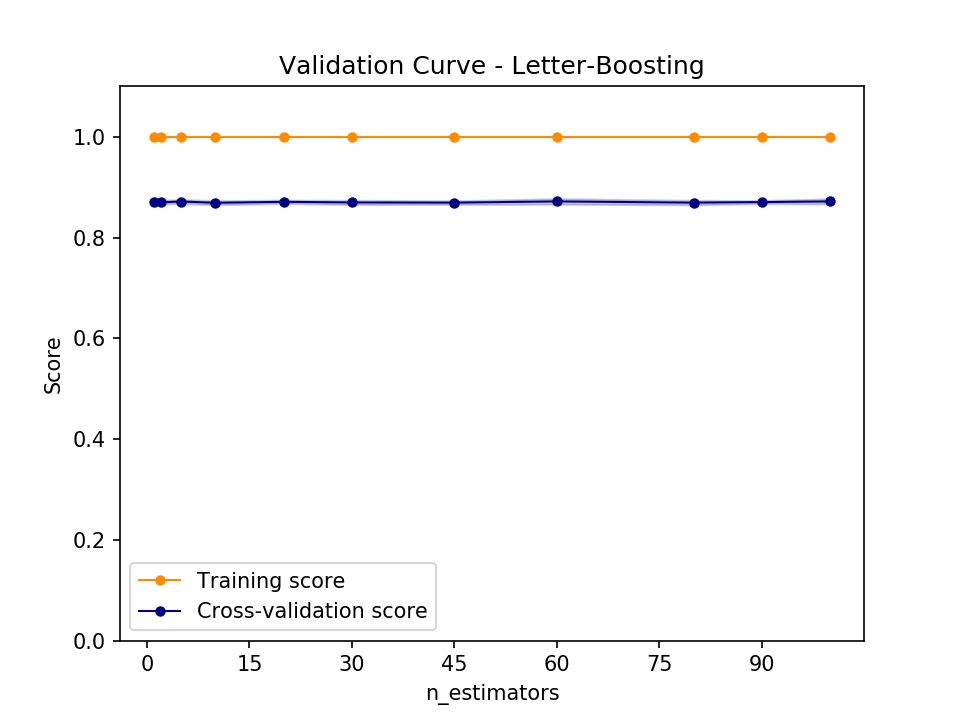 Validation Curve - Letter-Boosting
1.0
0.8
0.6
0.4
0.2
0.0
Score
Training score
Cross-validation score
0 15 30 45 60 75 90
n_estimators